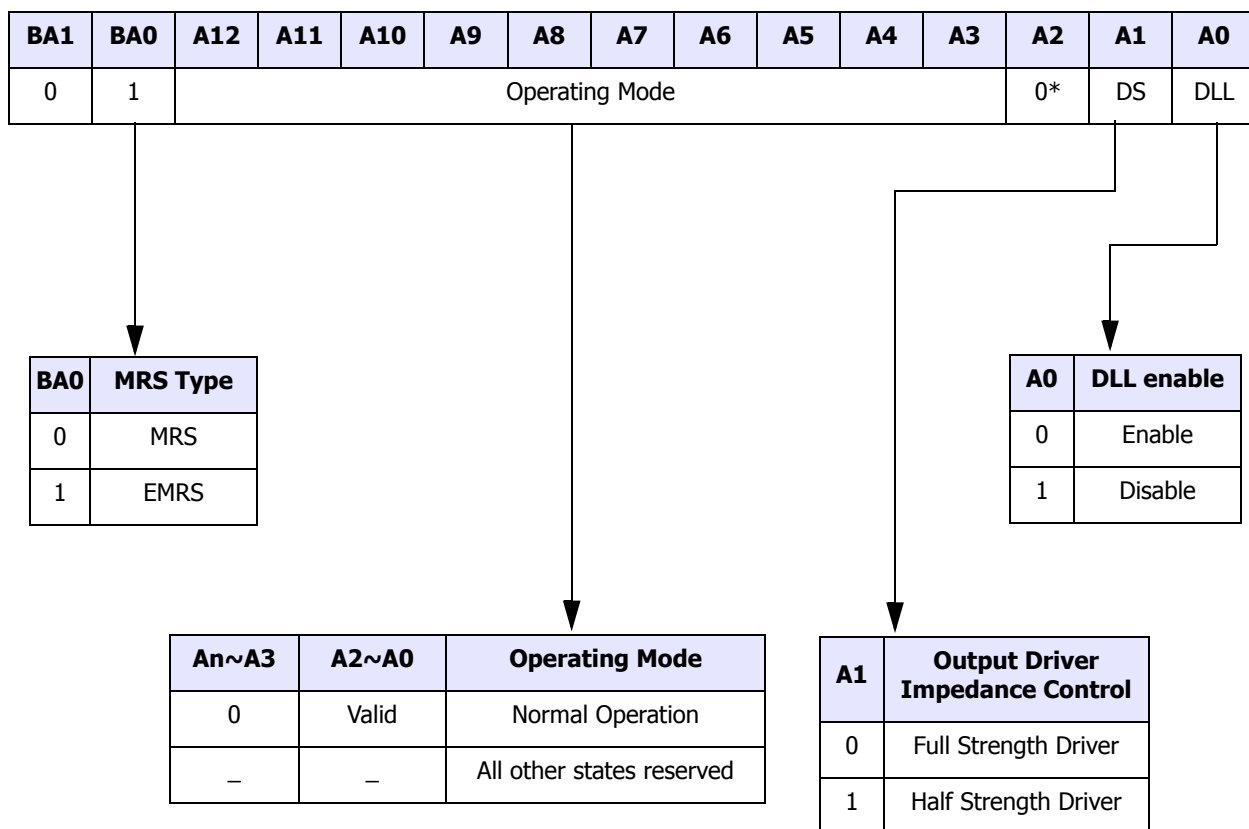 BA1 BA0 A12 A11 A10 A9 A8 A7 A6 A5 A4 A3 A2 A1 A0
0 1 Operating Mode 0* DS DLL
BA0 MRS Type
0 MRS
1 EMRS
A0 DLL enable
0 Enable
1 Disable
An~A3 A2~A0 Operating Mode
0 Valid Normal Operation
_ _ All other states reserved
A1 Output Driver
Impedance Control
0 Full Strength Driver
1 Half Strength Driver